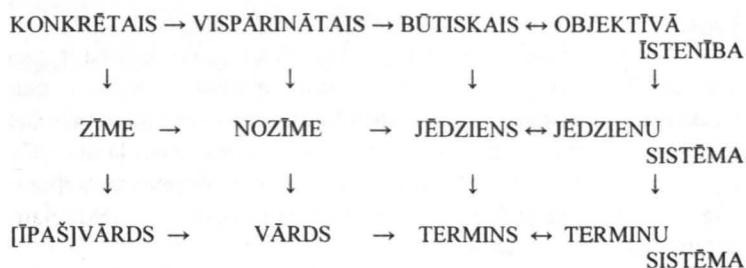 KONKRĒTAIS → VISPĀRINĀTAIS → BŪTISKAIS ↔ OBJEKTĪVĀ
ĪSTENĪBA
↓ ↓ ↓ ↓
ZĪME → NOZĪME → JĒDZIENS ↔ JĒDZIENU
SISTĒMA
↓ ↓ ↓ ↓
[ĪPAŠ]VĀRDS → VĀRDS → TERMINS ↔ TERMINU
SISTĒMA